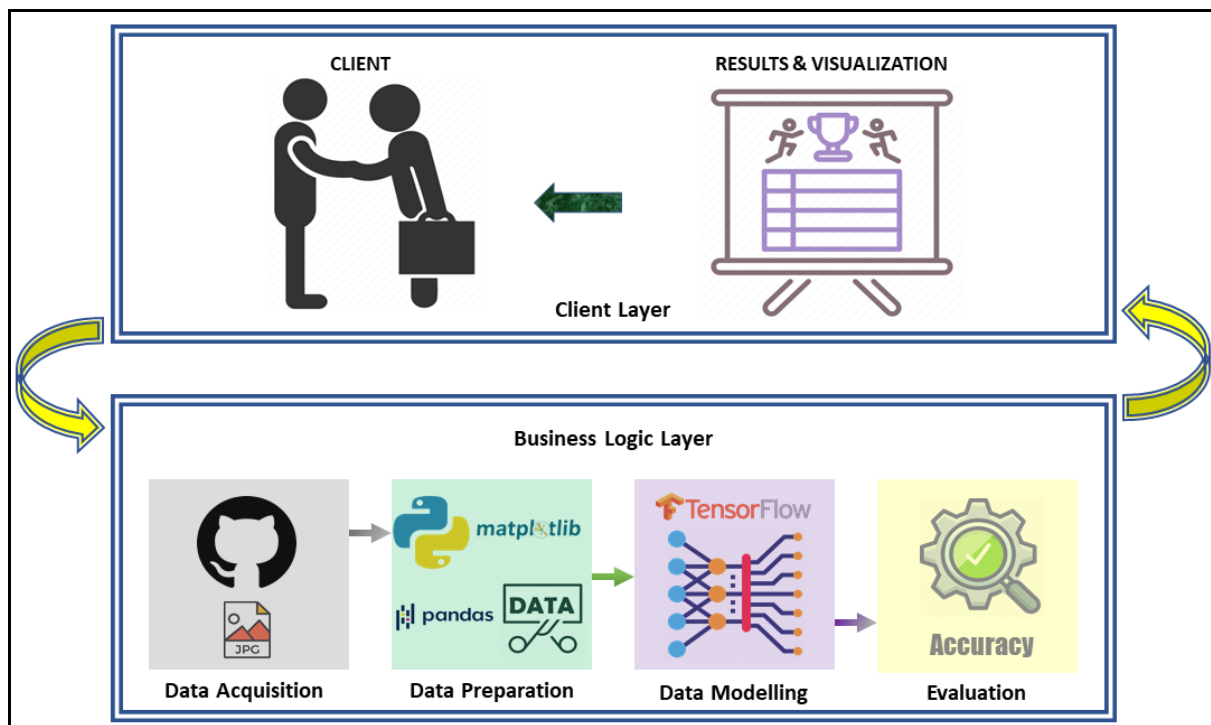 CLIENT
RESULTS & VISUALIZATION
Client Layer
Business Logic Layer
matplotlib
TensorFlow
pandas
DATA
JPG
Accuracy
Data Acquisition
Data Preparation
Data Modelling
Evaluation